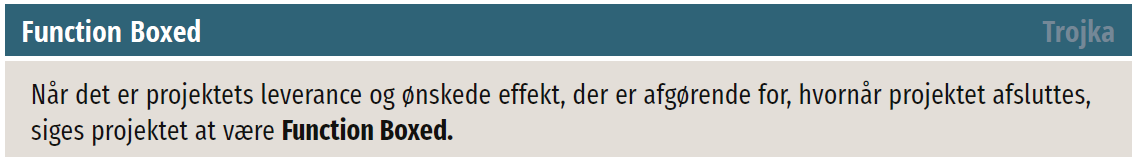 Function Boxed
Trojka
Når det er projektets leverance og ønskede effekt, der er afgørende for, hvornår projektet afsluttes,
siges projektet at være Function Boxed.